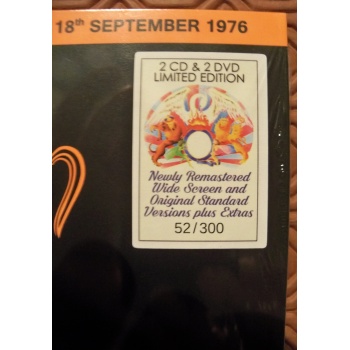 18th SEPTEMBER 1976
2 CD & 2 DVD
LIMITED EDITION
Newly Remastered
Wide Screen and
Original Standard
Versions plus Extras
52/300